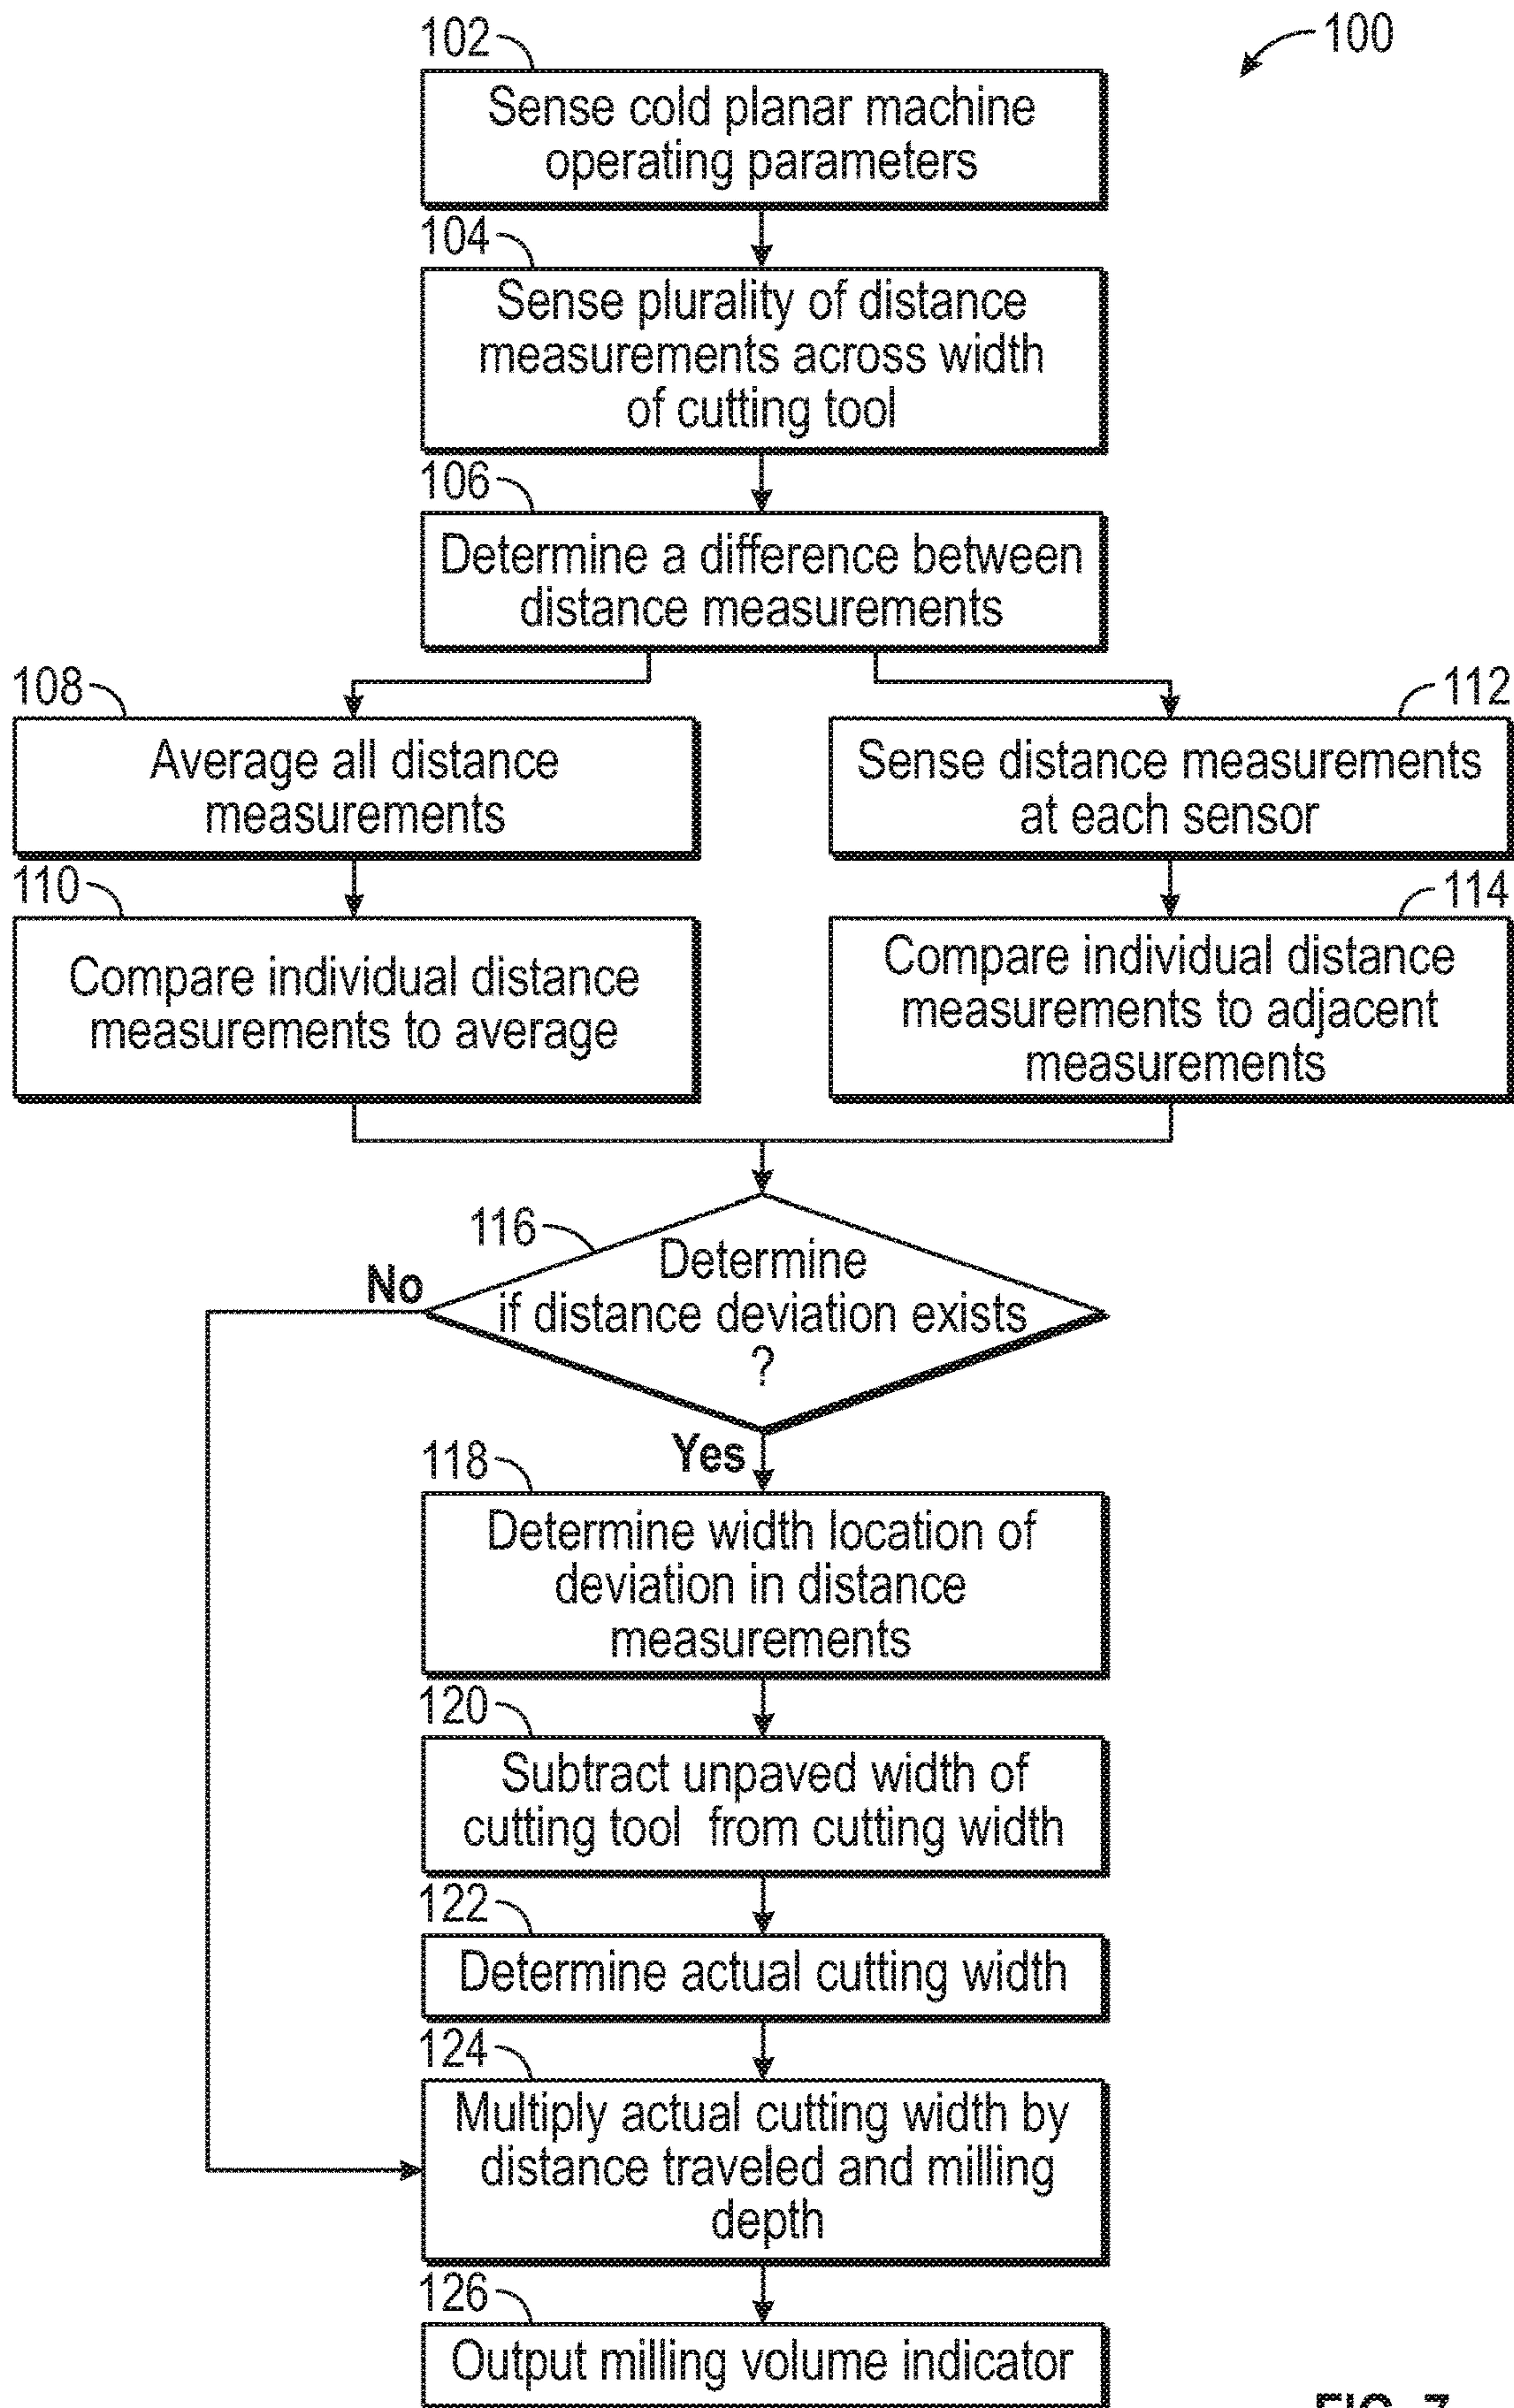 100
102
Sense cold planar machine
operating parameters
104
Sense plurality of distance
measurements across width
of cutting tool
106
Determine a difference between
distance measurements
108
Average all distance
measurements
112
Sense distance measurements
at each sensor
110
Compare individual distance
measurements to average
114
Compare individual distance
measurements to adjacent
measurements
116
Determine
if distance deviation exists
?
No
Yes
118
Determine width location of
deviation in distance
measurements
120
Subtract unpaved width of
cutting tool from cutting width
122
Determine actual cutting width
124
Multiply actual cutting width by
distance traveled and milling
depth
126
Output milling volume indicator
FIG. 7